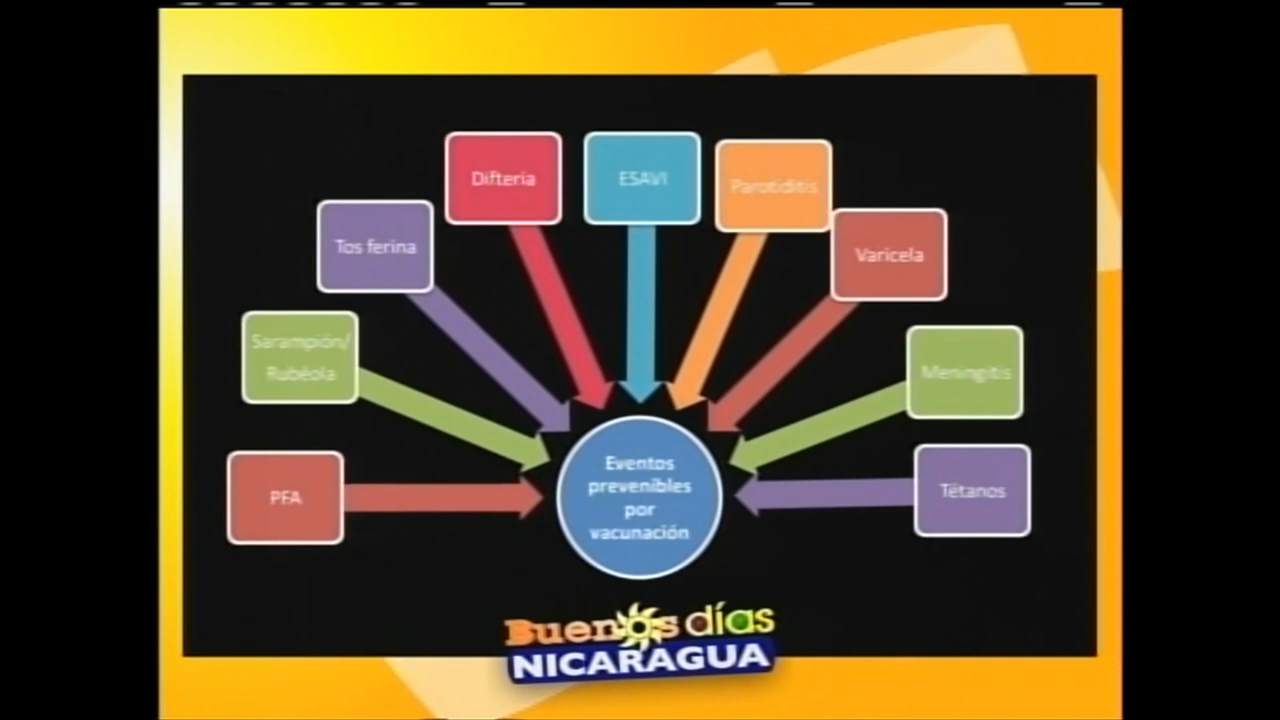 Difteria
ESAVI
Parotiditis
Tos ferina
Varicela
Sarampión/
Rubéola
Meningitis
PFA
Tétanos
Eventos
prevenibles
por
vacunación
Buenos días
NICARAGUA